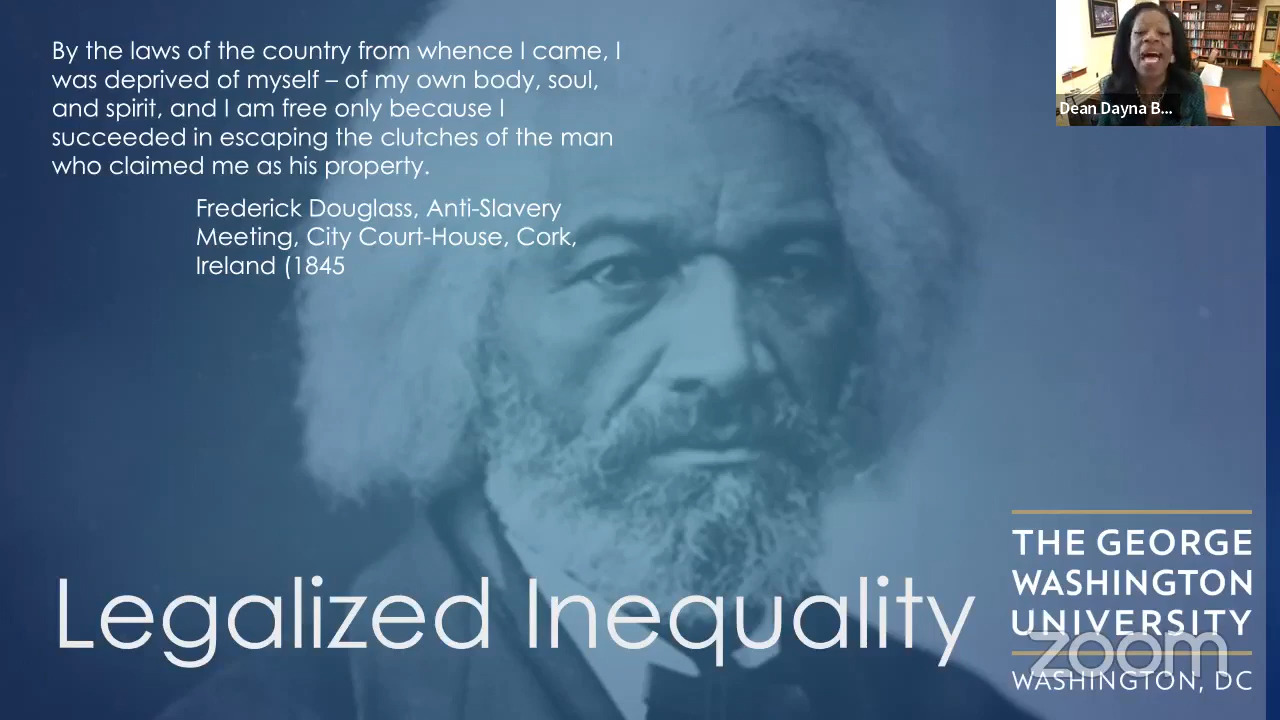 By the laws of the country from whence I came, I
was deprived of myself – of my own body, soul,
and spirit, and I am free only because I
succeeded in escaping the clutches of the man
who claimed me as his property.
Frederick Douglass, Anti-Slavery
Meeting, City Court-House, Cork,
Ireland (1845
Dean Dayna B...
Legalized Inequality
THE GEORGE
WASHINGTON
UNIVERSITY
WASHINGTON, DC
zoom